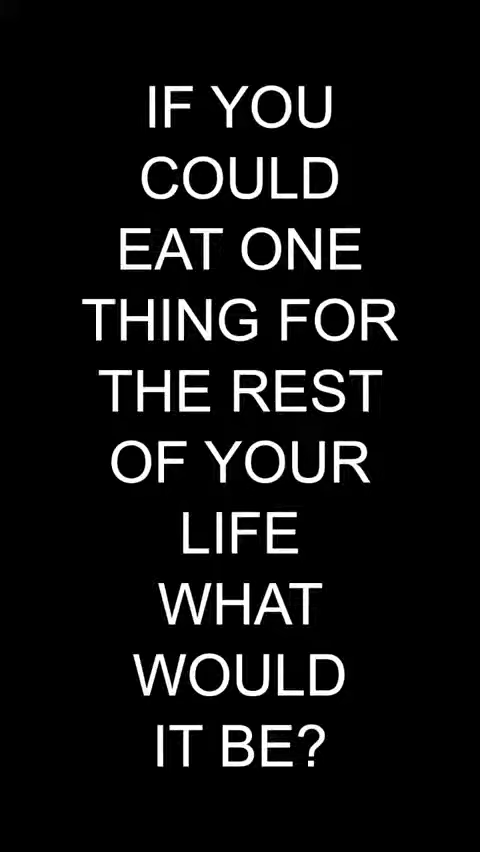 IF YOU
COULD
EAT ONE
THING FOR
THE REST
OF YOUR
LIFE
WHAT
WOULD
IT BE?